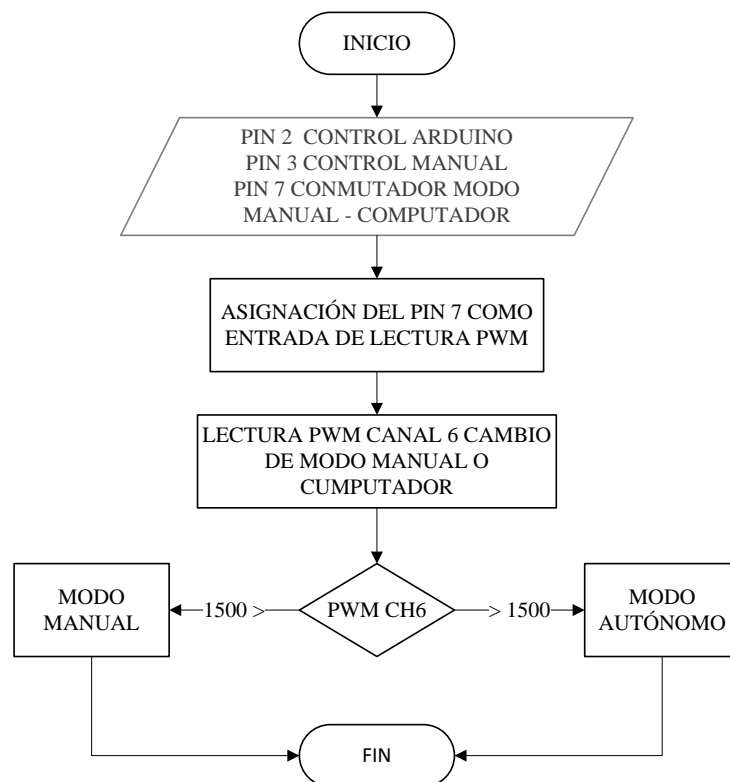 INICIO
PIN 2 CONTROL ARDUINO
PIN 3 CONTROL MANUAL
PIN 7 CONMUTADOR MODO
MANUAL - COMPUTADOR
ASIGNACIÓN DEL PIN 7 COMO
ENTRADA DE LECTURA PWM
LECTURA PWM CANAL 6 CAMBIO
DE MODO MANUAL O
CUMPUTADOR
MODO
MANUAL
1500 >
PWM CH6
> 1500
MODO
AUTÓNOMO
FIN